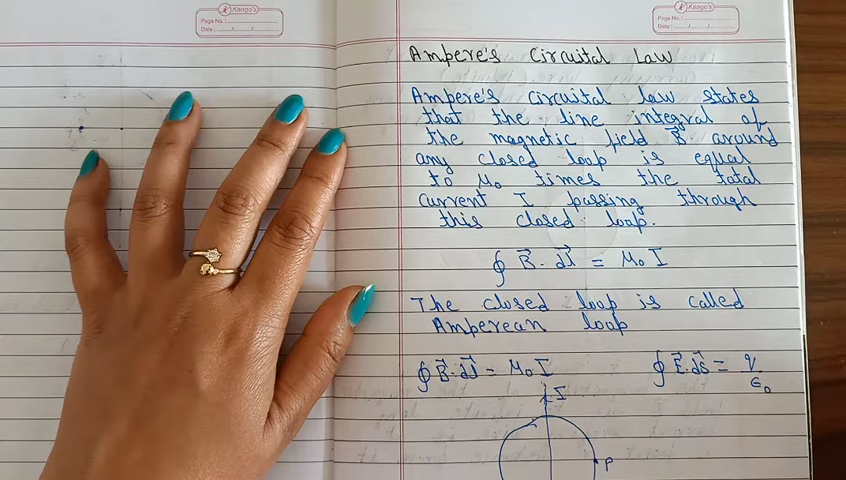 Kango's
Page No.:
Date:
Kango's
Page No.:
Date:
Ampere's Circuital Law
Ampere's circuital law states
that the line integral of
the magnetic field B⃗ around
any closed loop is equal
to μ₀ times the total
current I passing through
this closed loop.
∮ B⃗ · dl⃗ = μ₀ I
The closed loop is called
Amperean loop
∮ B⃗ · dl⃗ = μ₀ I
∮ E⃗ · ds⃗ = q/ε₀
I
P